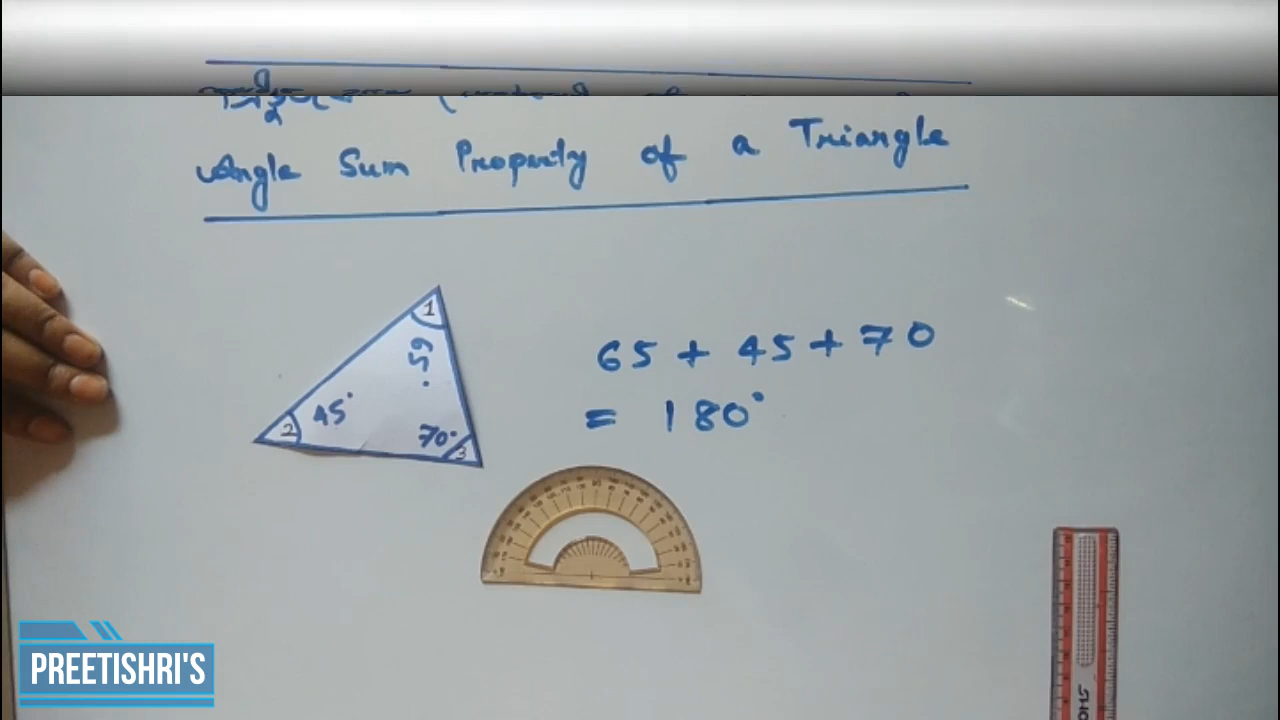 Angle Sum Property of a Triangle
1
65°
45°
2
70°
3
65 + 45 + 70
= 180°
PREETISHRI'S